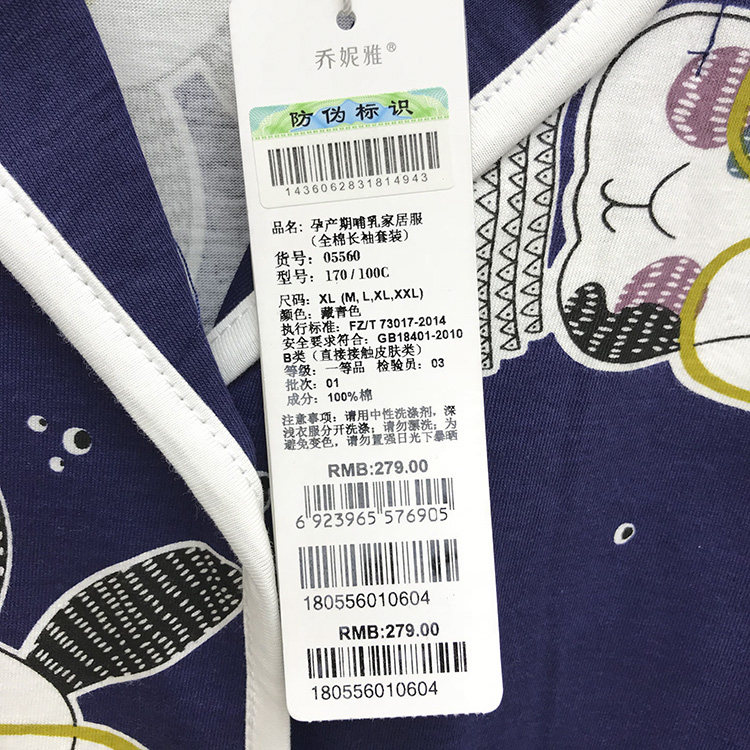 乔妮雅®
防伪标识
1436062831814943
品名: 孕产期哺乳家居服
(全棉长袖套装)
货号: 05560
型号: 170/100C
尺码: XL (M, L,XL,XXL)
颜色: 藏青色
执行标准: FZ/T 73017-2014
安全要求符合: GB18401-2010
B类 (直接接触皮肤类)
等级: 一等品 检验员: 03
批次: 01
成分: 100%棉
注意事项: 请用中性洗涤剂, 深
浅衣服分开洗涤; 请勿漂洗; 为
避免变色, 请勿置强日光下暴晒
RMB:279.00
6 923965 576905
180556010604
RMB:279.00
180556010604